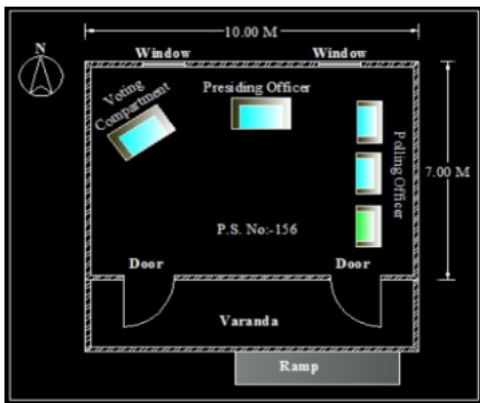 10.00 M
N
Window
Window
Voting
Compartment
Presiding Officer
Polling Officer
7.00 M
P.S. No:-156
Door
Door
Varanda
Ramp